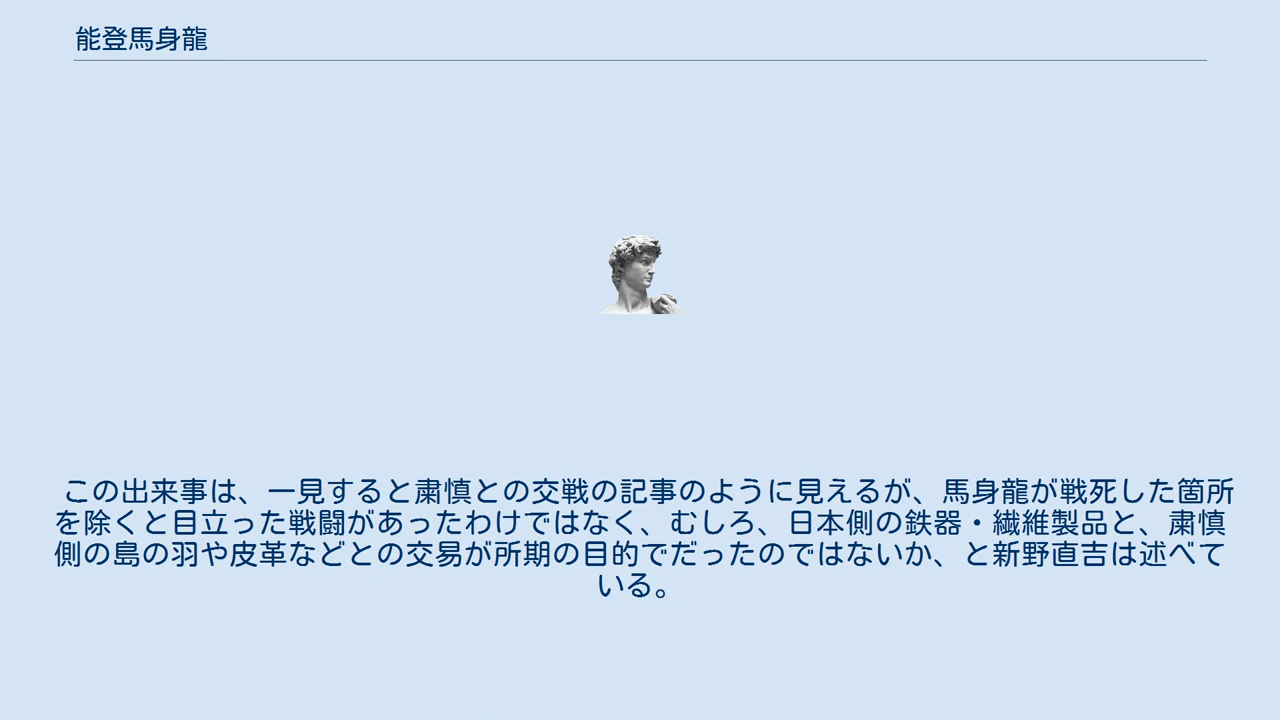 能登馬身龍
この出来事は、一見すると粛慎との交戦の記事のように見えるが、馬身龍が戦死した箇所
を除くと目立った戦闘があったわけではなく、むしろ、日本側の鉄器・繊維製品と、粛慎
側の島の羽や皮革などとの交易が所期の目的でだったのではないか、と新野直吉は述べて
いる。